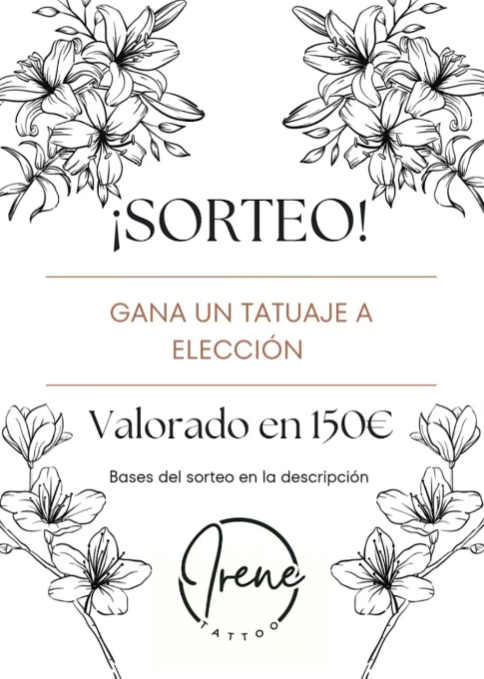 ¡SORTEO!
GANA UN TATUAJE A
ELECCIÓN
Valorado en 150€
Bases del sorteo en la descripción
Irene
TATTOO